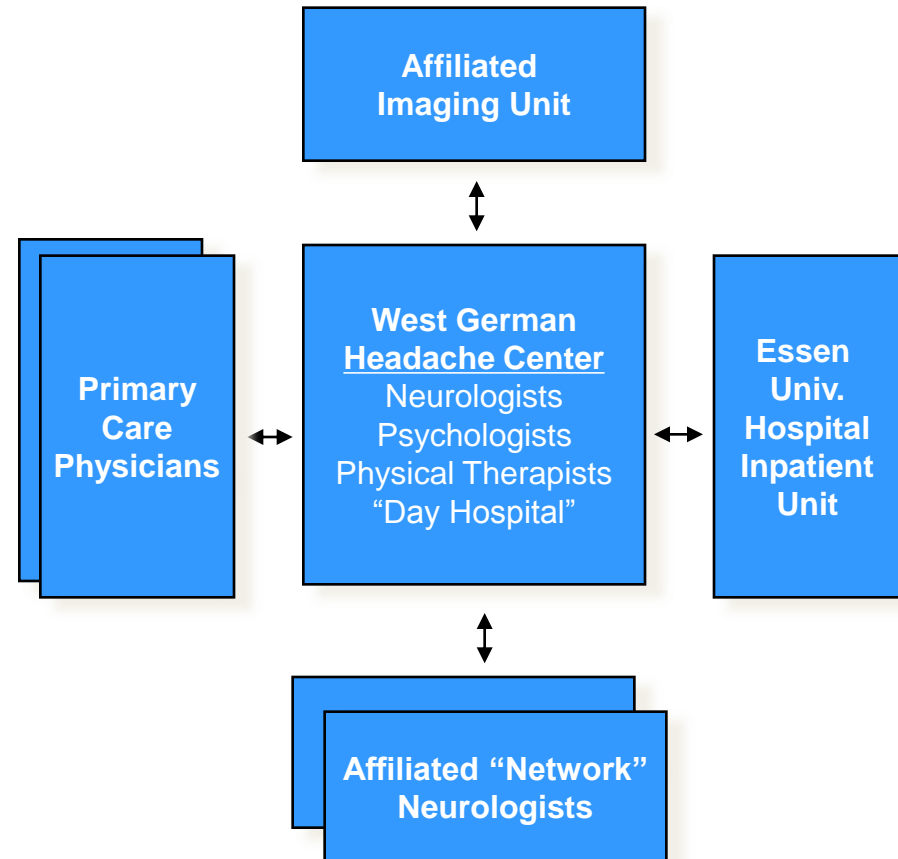 Affiliated
Imaging Unit
Primary
Care
Physicians
West German
Headache Center
Neurologists
Psychologists
Physical Therapists
“Day Hospital”
Essen
Univ.
Hospital
Inpatient
Unit
Affiliated “Network”
Neurologists